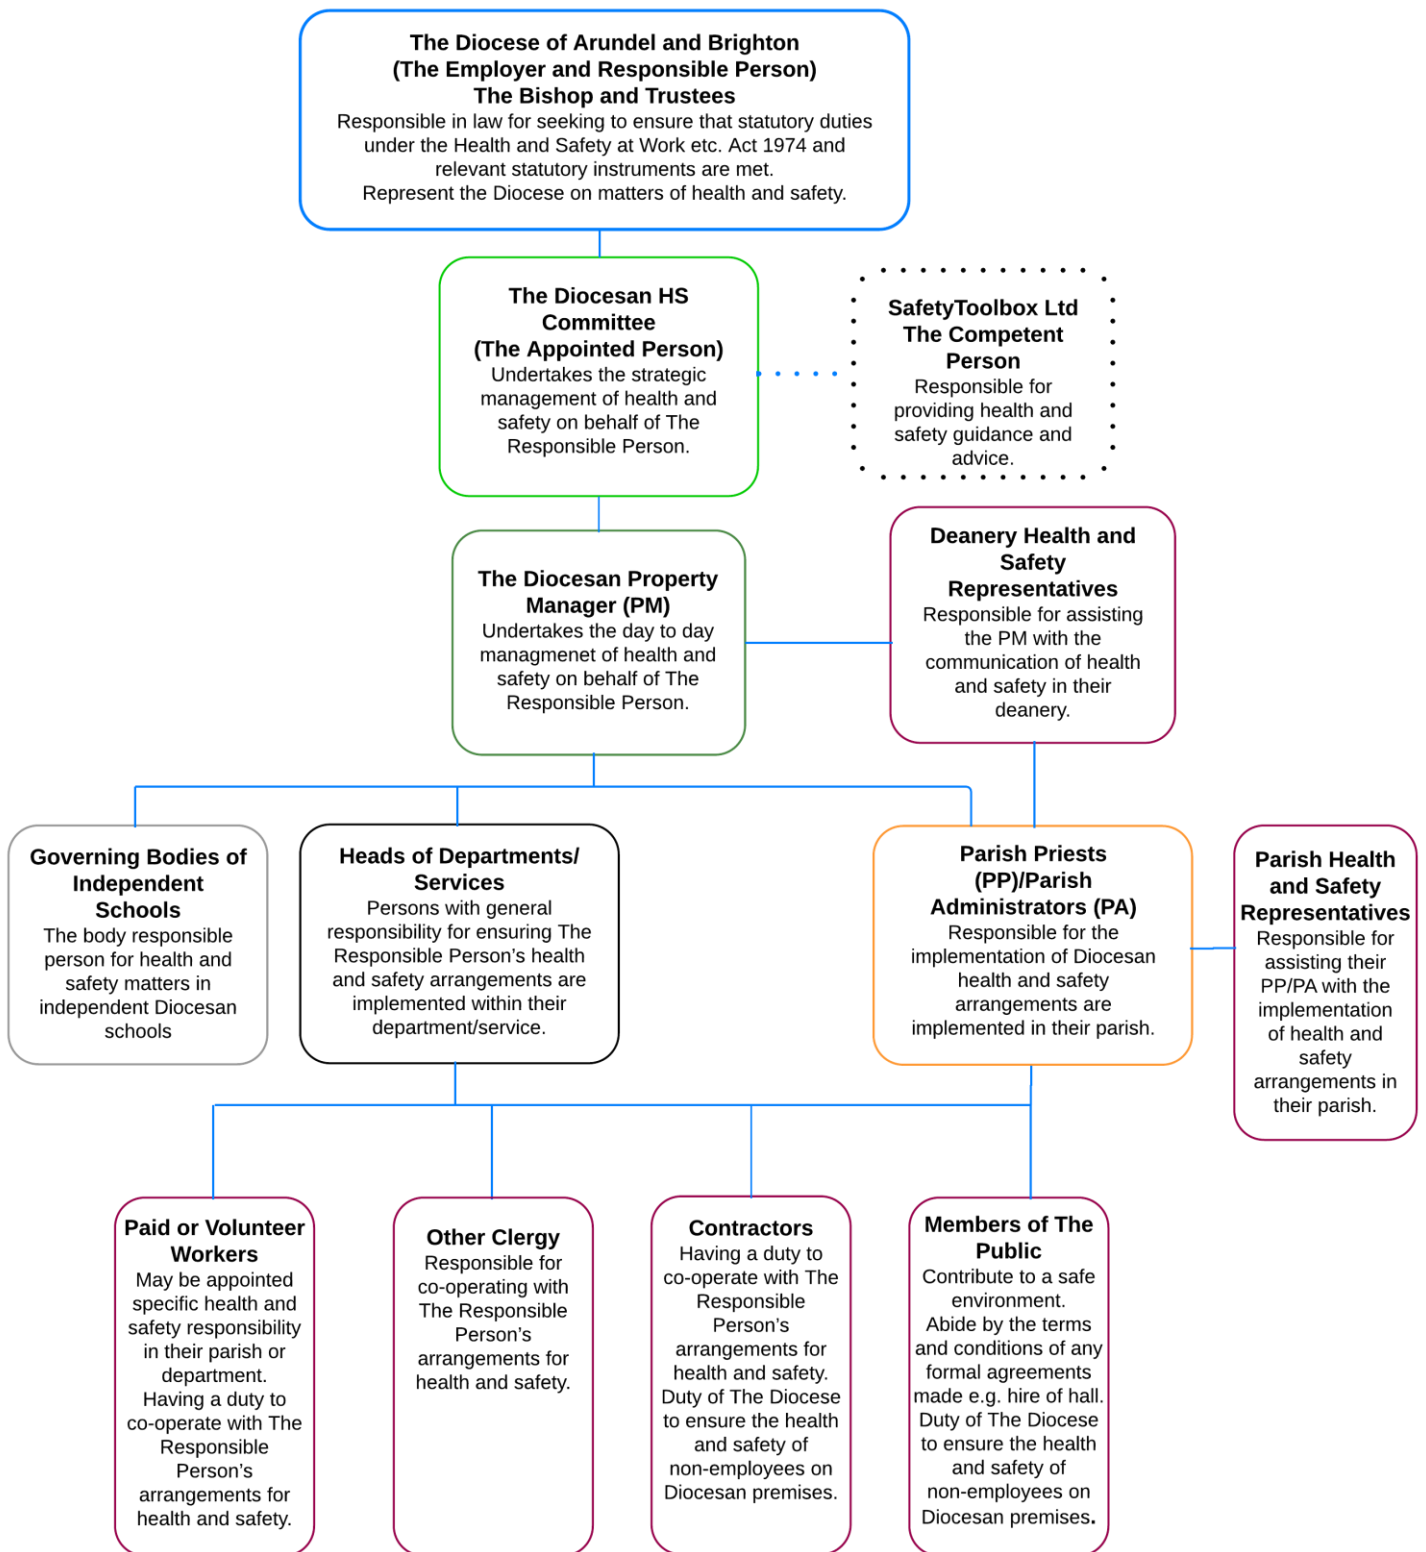 The Diocese of Arundel and Brighton
(The Employer and Responsible Person)
The Bishop and Trustees
Responsible in law for seeking to ensure that statutory duties
under the Health and Safety at Work etc. Act 1974 and
relevant statutory instruments are met.
Represent the Diocese on matters of health and safety.
The Diocesan HS
Committee
(The Appointed Person)
Undertakes the strategic
management of health and
safety on behalf of The
Responsible Person.
SafetyToolbox Ltd
The Competent
Person
Responsible for
providing health and
safety guidance and
advice.
The Diocesan Property
Manager (PM)
Undertakes the day to day
managmenet of health and
safety on behalf of The
Responsible Person.
Deanery Health and
Safety
Representatives
Responsible for assisting
the PM with the
communication of health
and safety in their
deanery.
Governing Bodies of
Independent
Schools
The body responsible
person for health and
safety matters in
independent Diocesan
schools
Heads of Departments/
Services
Persons with general
responsibility for ensuring The
Responsible Person’s health
and safety arrangements are
implemented within their
department/service.
Parish Priests
(PP)/Parish
Administrators (PA)
Responsible for the
implementation of Diocesan
health and safety
arrangements are
implemented in their parish.
Parish Health
and Safety
Representatives
Responsible for
assisting their
PP/PA with the
implementation
of health and
safety
arrangements in
their parish.
Paid or Volunteer
Workers
May be appointed
specific health and
safety responsibility
in their parish or
department.
Having a duty to
co-operate with The
Responsible
Person’s
arrangements for
health and safety.
Other Clergy
Responsible for
co-operating with
The Responsible
Person’s
arrangements for
health and safety.
Contractors
Having a duty to
co-operate with The
Responsible
Person’s
arrangements for
health and safety.
Duty of The Diocese
to ensure the health
and safety of
non-employees on
Diocesan premises.
Members of The
Public
Contribute to a safe
environment.
Abide by the terms
and conditions of any
formal agreements
made e.g. hire of hall.
Duty of The Diocese
to ensure the health
and safety of
non-employees on
Diocesan premises.